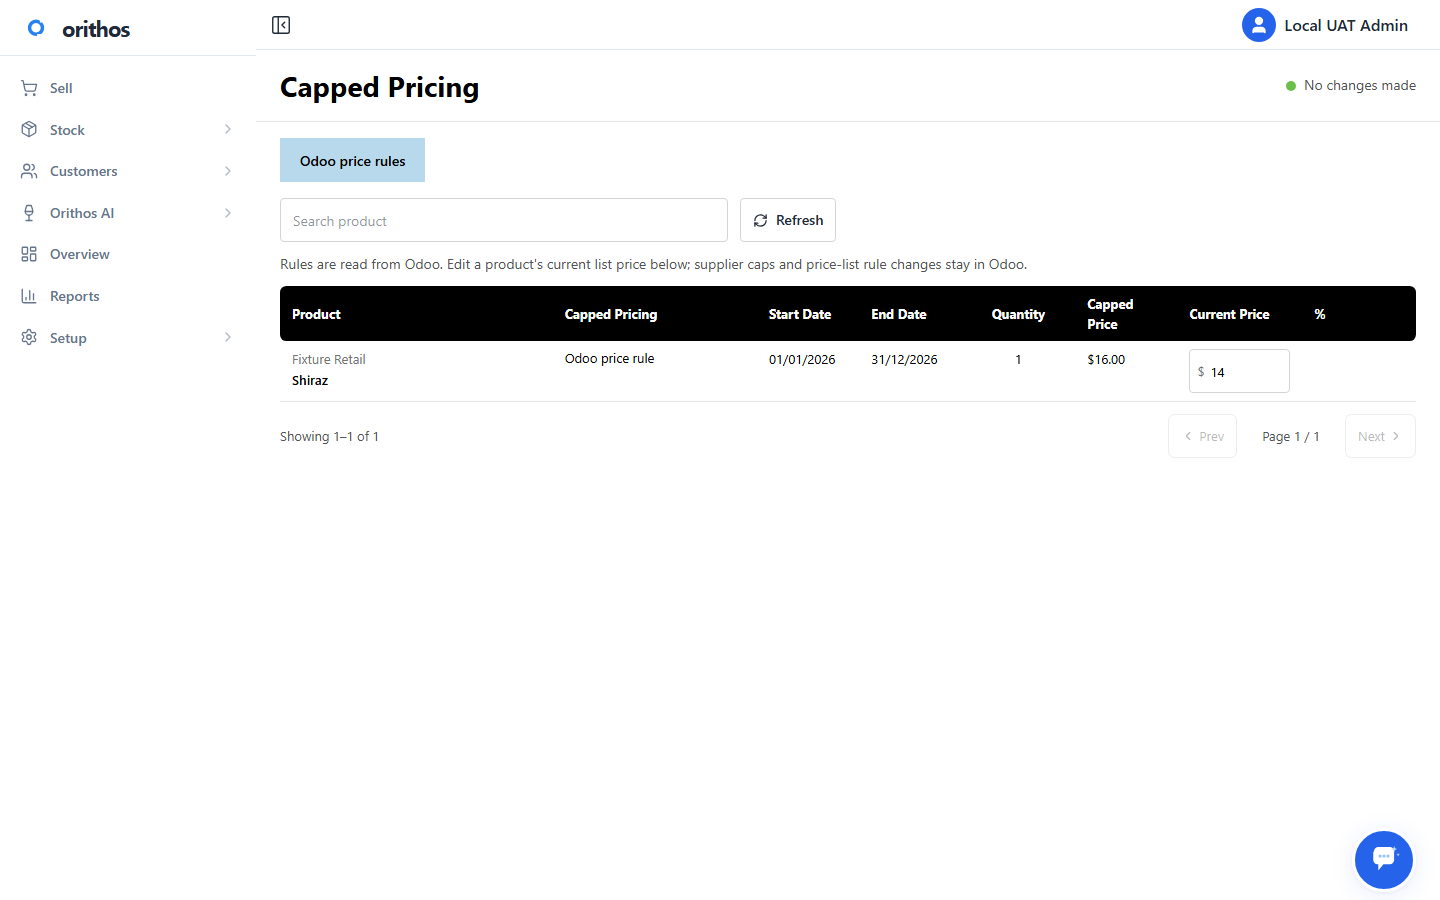 orithos
Local UAT Admin
Sell
Stock
Customers
Orithos AI
Overview
Reports
Setup
Capped Pricing
No changes made
Odoo price rules
Search product
Refresh
Rules are read from Odoo. Edit a product's current list price below; supplier caps and price-list rule changes stay in Odoo.
Product Capped Pricing Start Date End Date Quantity Capped Price Current Price %
Fixture Retail
Shiraz
Odoo price rule 01/01/2026 31/12/2026 1 $16.00 $ 14
Showing 1–1 of 1
Prev Page 1 / 1 Next